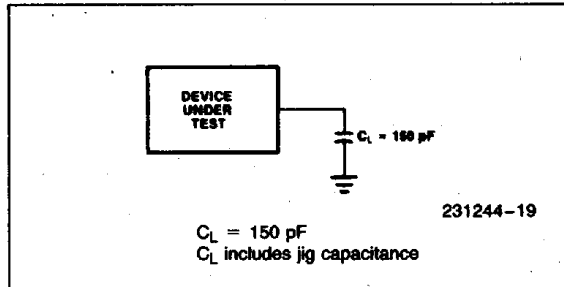 DEVICE
UNDER
TEST
C_L = 150 pF
231244-19
C_L = 150 pF
C_L includes jig capacitance